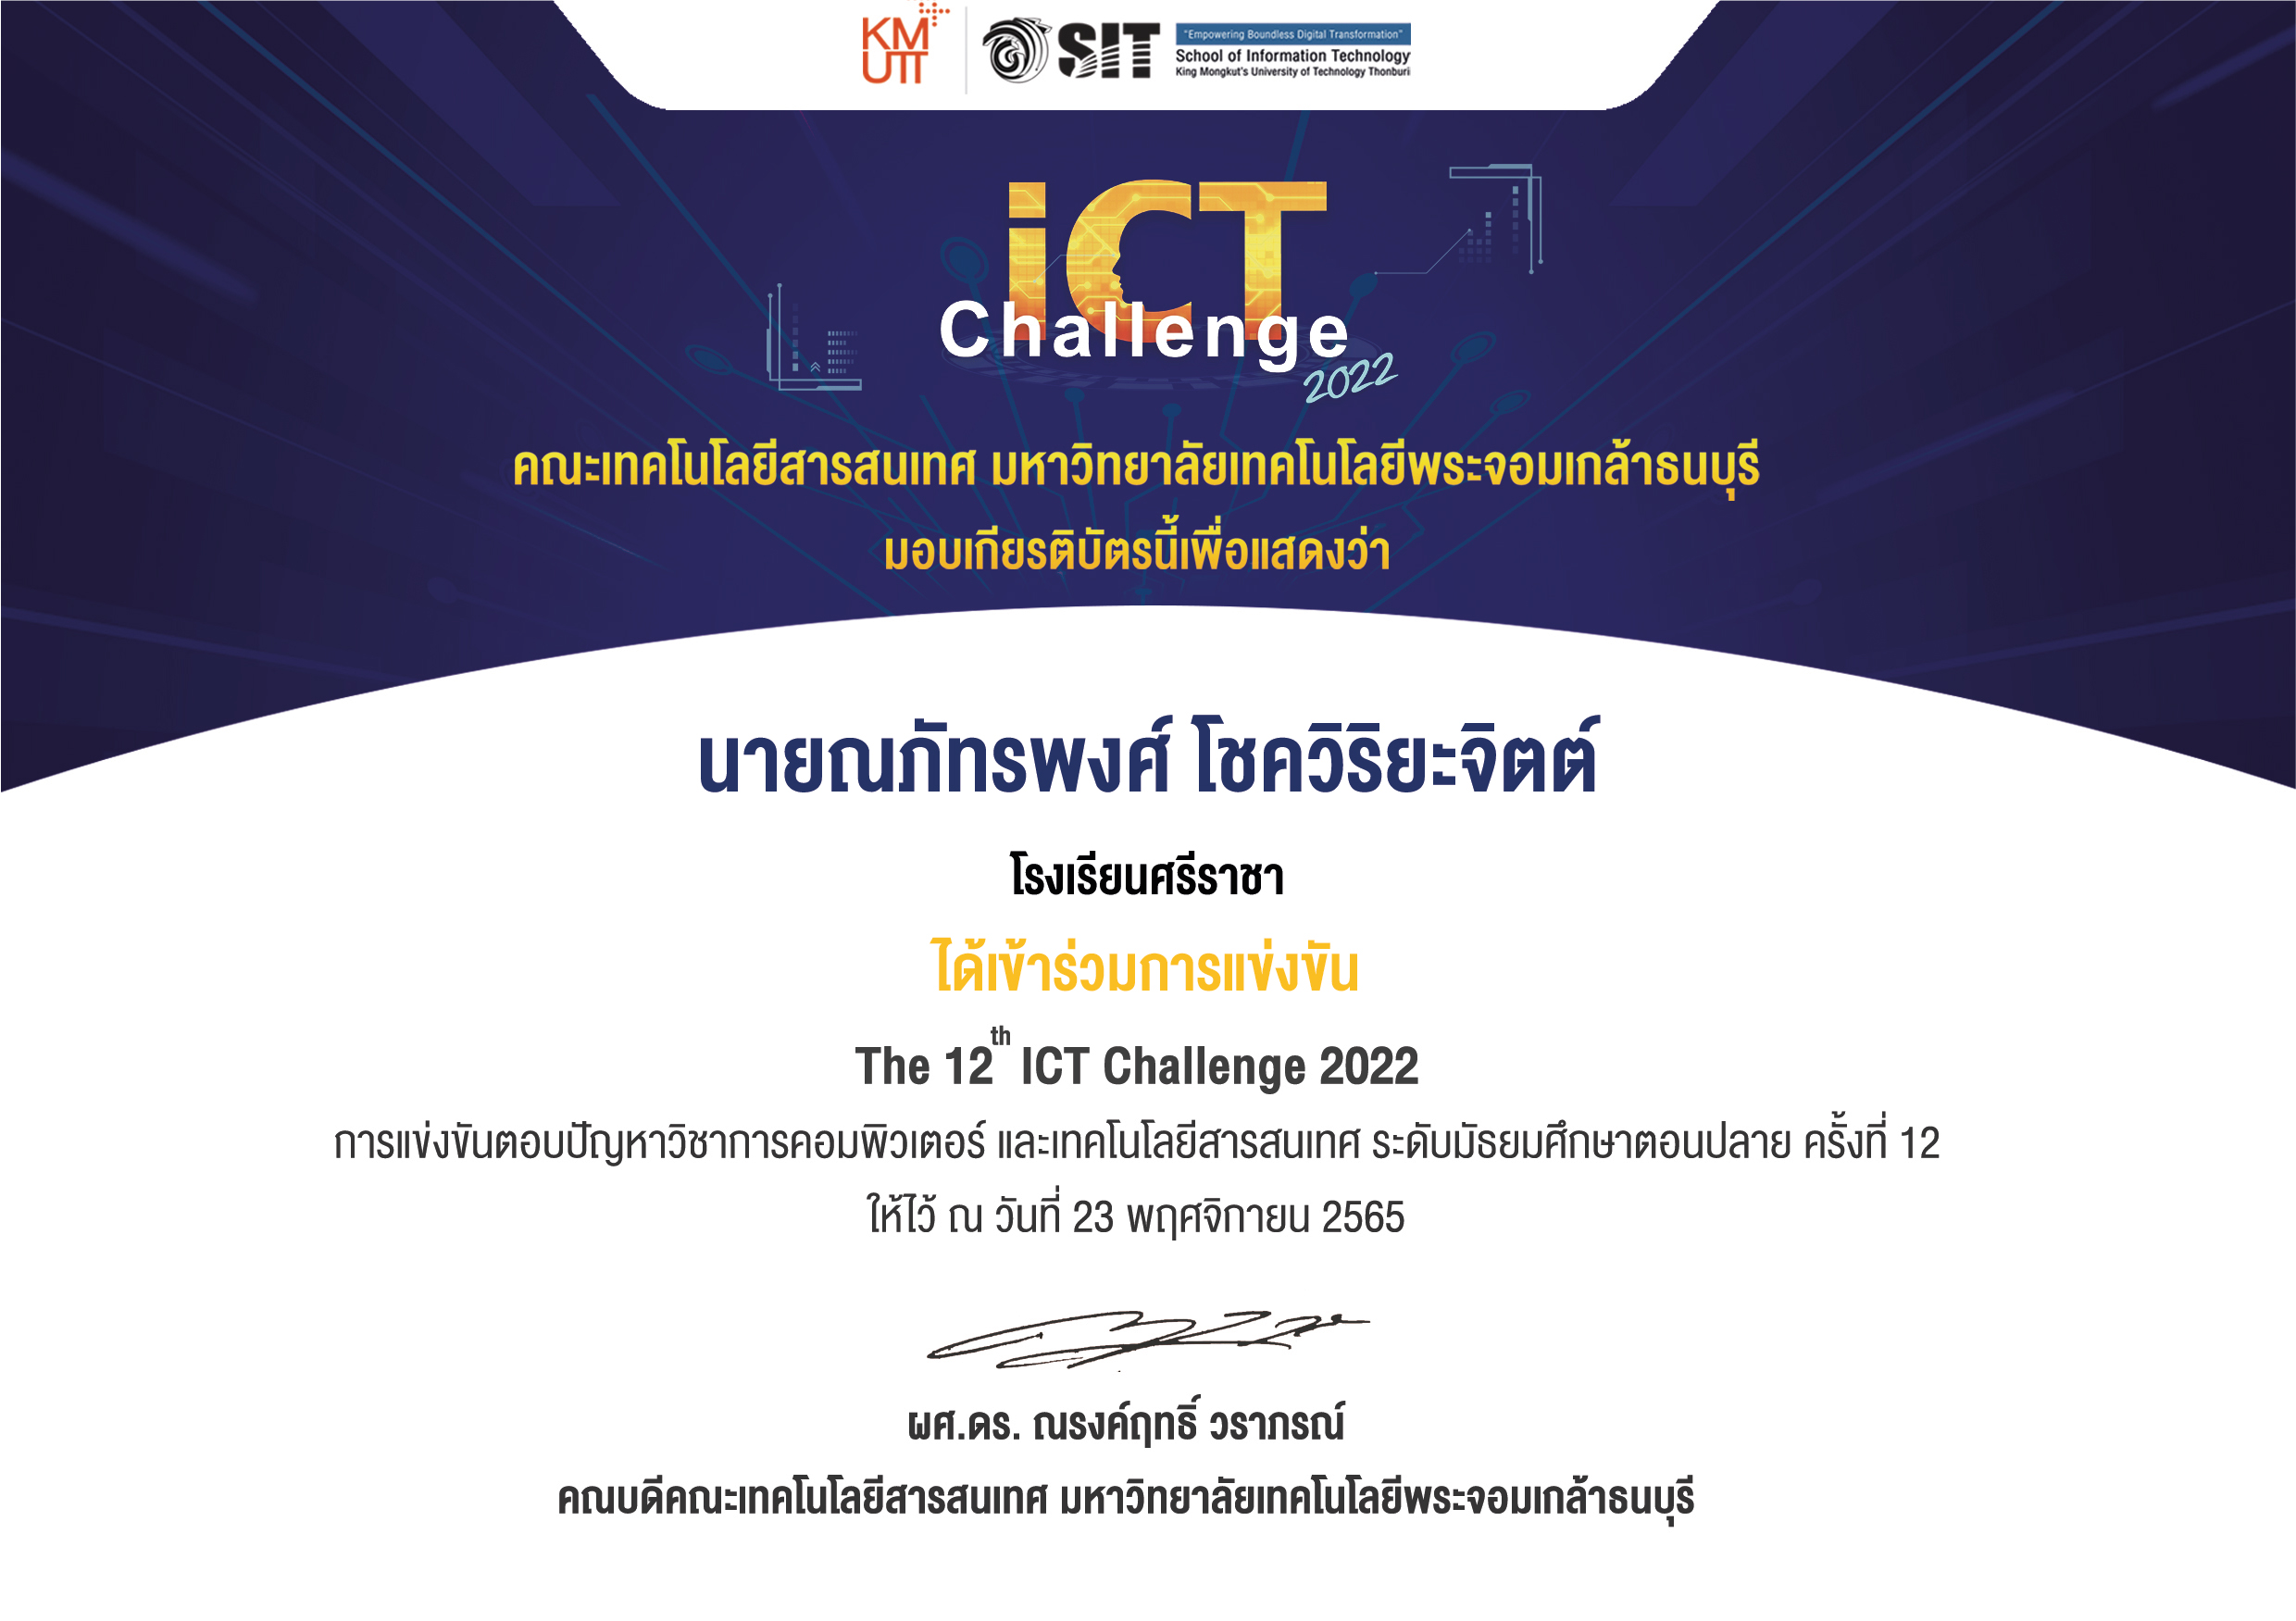 KMUTT
SIT
"Empowering Boundless Digital Transformation"
School of Information Technology
King Mongkut's University of Technology Thonburi
iCT
Challenge
2022
คณะเทคโนโลยีสารสนเทศ มหาวิทยาลัยเทคโนโลยีพระจอมเกล้าธนบุรี
มอบเกียรติบัตรนี้เพื่อแสดงว่า
นายณภัทรพงศ์ โชควิริยะจิตต์
โรงเรียนศรีราชา
ได้เข้าร่วมการแข่งขัน
The 12th ICT Challenge 2022
การแข่งขันตอบปัญหาวิชาการคอมพิวเตอร์ และเทคโนโลยีสารสนเทศ ระดับมัธยมศึกษาตอนปลาย ครั้งที่ 12
ให้ไว้ ณ วันที่ 23 พฤศจิกายน 2565
ผศ.ดร. ณรงค์ฤทธิ์ วราภรณ์
คณบดีคณะเทคโนโลยีสารสนเทศ มหาวิทยาลัยเทคโนโลยีพระจอมเกล้าธนบุรี